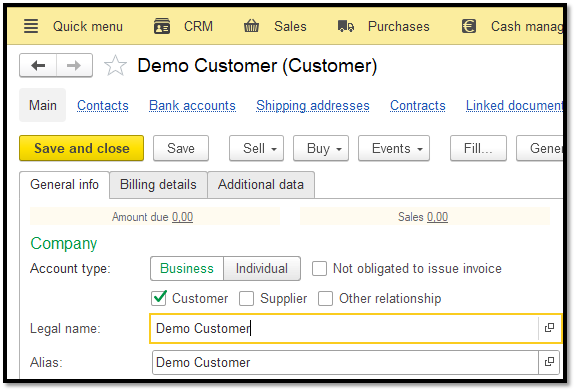 Quick menu CRM Sales Purchases Cash manag
Demo Customer (Customer)
Main Contacts Bank accounts Shipping addresses Contracts Linked document
Save and close Save Sell Buy Events Fill... Gener
General info Billing details Additional data
Amount due 0,00 Sales 0,00
Company
Account type: Business Individual Not obligated to issue invoice
Customer Supplier Other relationship
Legal name: Demo Customer
Alias: Demo Customer